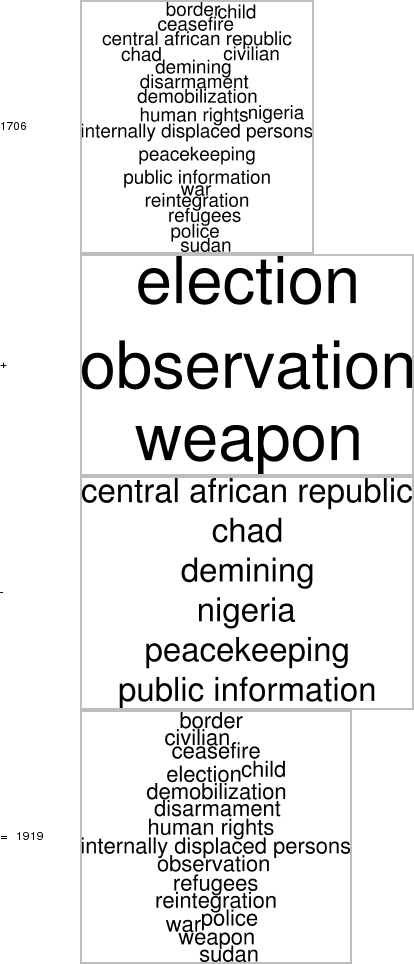 border child
ceasefire
central african republic
chad civilian
demining
disarmament
demobilization
human rights nigeria
1706
internally displaced persons
peacekeeping
public information
war
reintegration
refugees
police
sudan
election
+
observation
weapon
central african republic
chad
demining
-
nigeria
peacekeeping
public information
border
civilian
ceasefire
election child
demobilization
disarmament
human rights
= 1919
internally displaced persons
observation
refugees
reintegration
war police
weapon
sudan